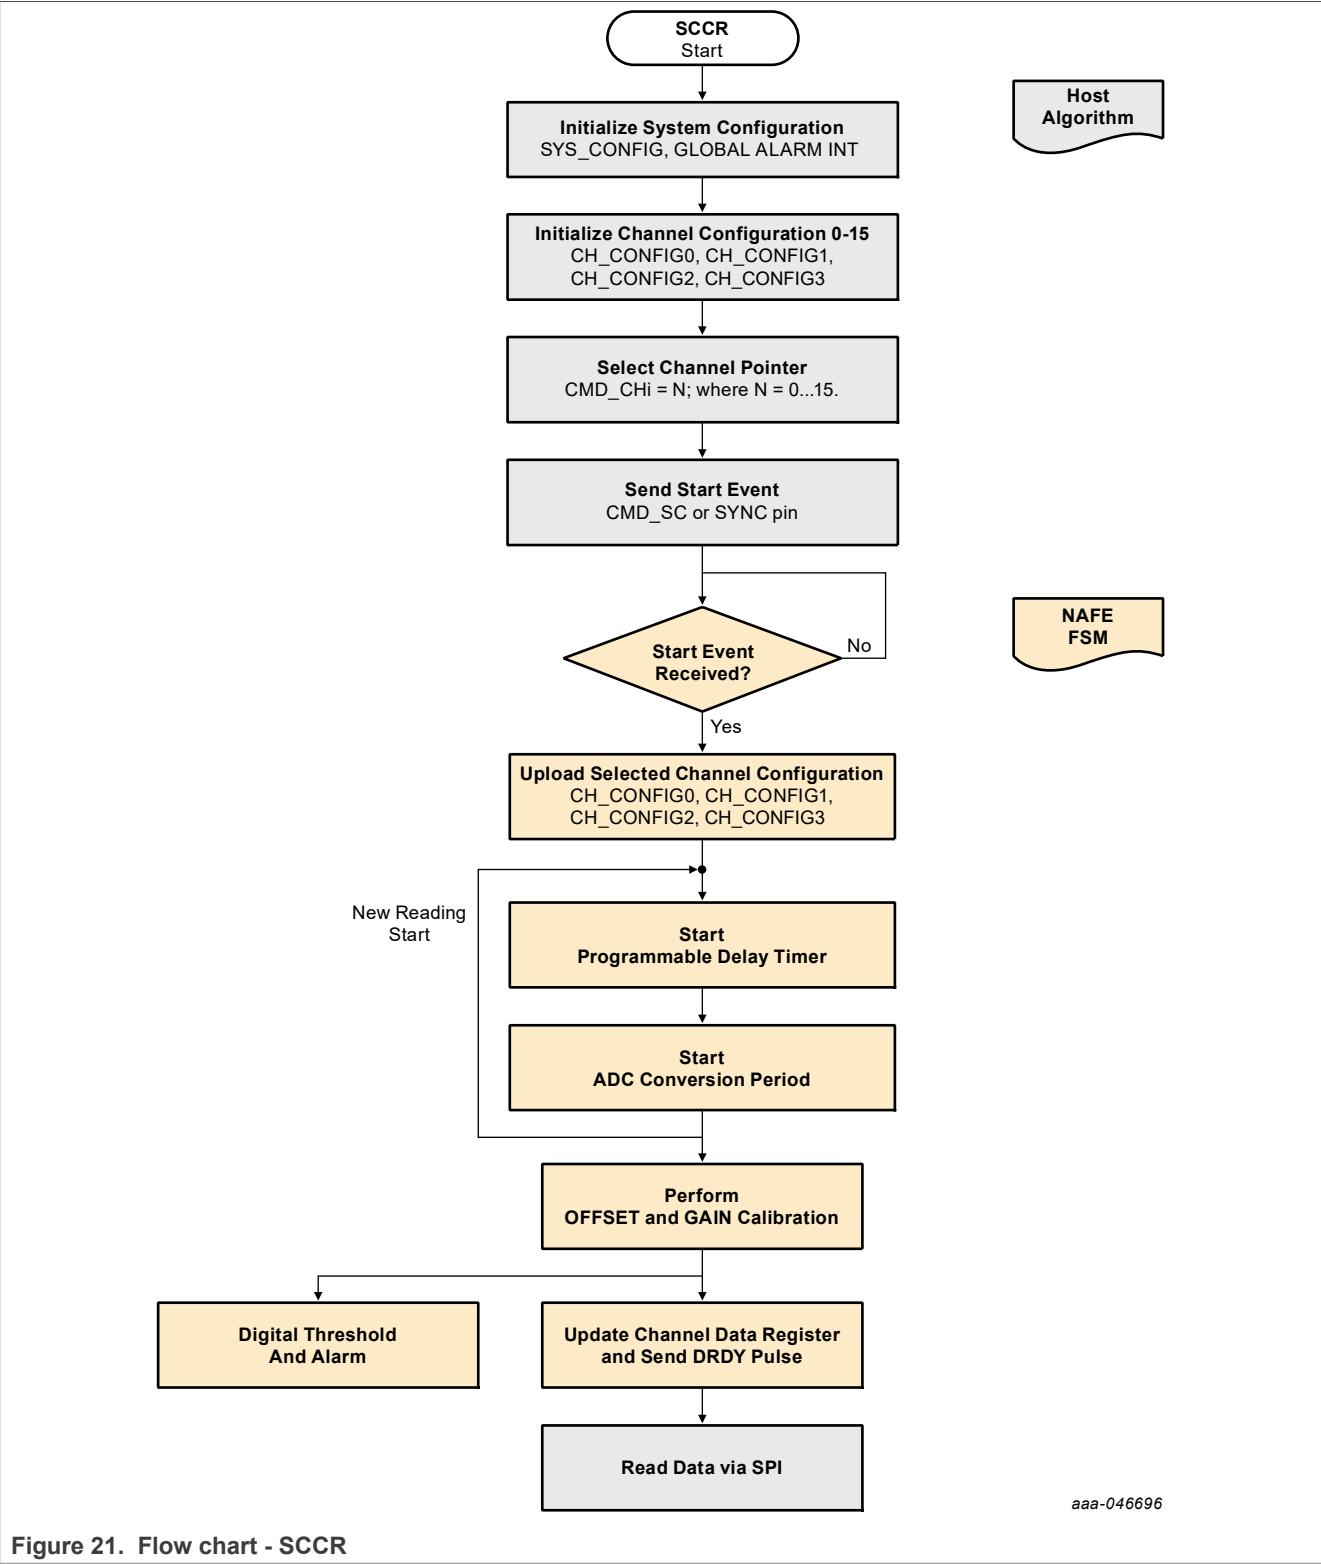 SCCR
Start
Initialize System Configuration
SYS_CONFIG, GLOBAL ALARM INT
Host
Algorithm
Initialize Channel Configuration 0-15
CH_CONFIG0, CH_CONFIG1,
CH_CONFIG2, CH_CONFIG3
Select Channel Pointer
CMD_CHi = N; where N = 0...15.
Send Start Event
CMD_SC or SYNC pin
Start Event
Received?
No
NAFE
FSM
Yes
Upload Selected Channel Configuration
CH_CONFIG0, CH_CONFIG1,
CH_CONFIG2, CH_CONFIG3
New Reading
Start
Start
Programmable Delay Timer
Start
ADC Conversion Period
Perform
OFFSET and GAIN Calibration
Digital Threshold
And Alarm
Update Channel Data Register
and Send DRDY Pulse
Read Data via SPI
aaa-046696
Figure 21. Flow chart - SCCR